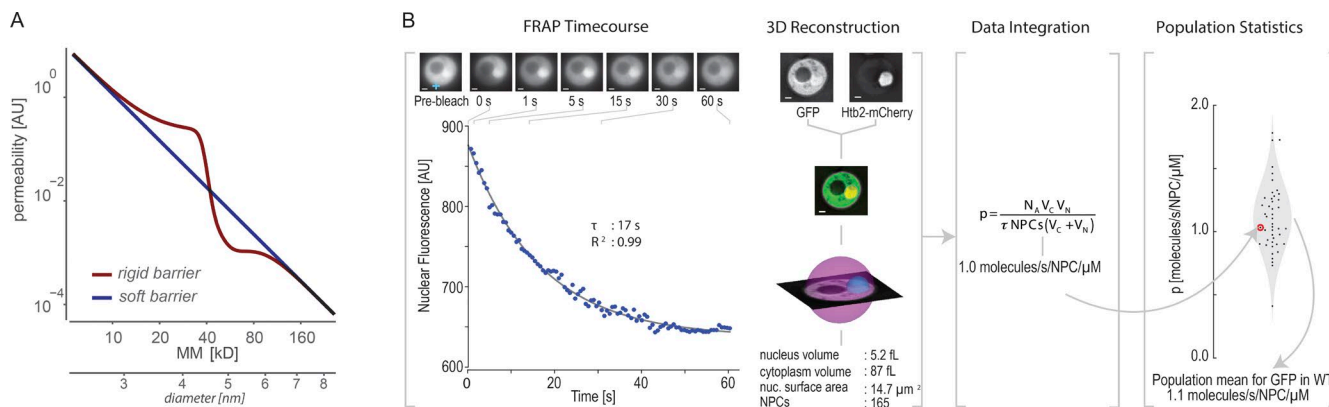 A
permeability [AU]
10⁰
10⁻²
10⁻⁴
rigid barrier
soft barrier
10 20 40 80 160
MM [kD]
3 4 5 6 7 8
diameter [nm]
B
FRAP Timecourse
Pre-bleach 0 s 1 s 5 s 15 s 30 s 60 s
Nuclear Fluorescence [AU]
900
800
700
600
τ : 17 s
R² : 0.99
0 20 40 60
Time [s]
3D Reconstruction
GFP Htb2-mCherry
nucleus volume : 5.2 fL
cytoplasm volume : 87 fL
nuc. surface area : 14.7 μm²
NPCs : 165
Data Integration
p = N_A V_C V_N / τ NPCs(V_C + V_N)
1.0 molecules/s/NPC/μM
Population Statistics
p [molecules/s/NPC/μM]
2.0
1.0
0.0
Population mean for GFP in WT
1.1 molecules/s/NPC/μM